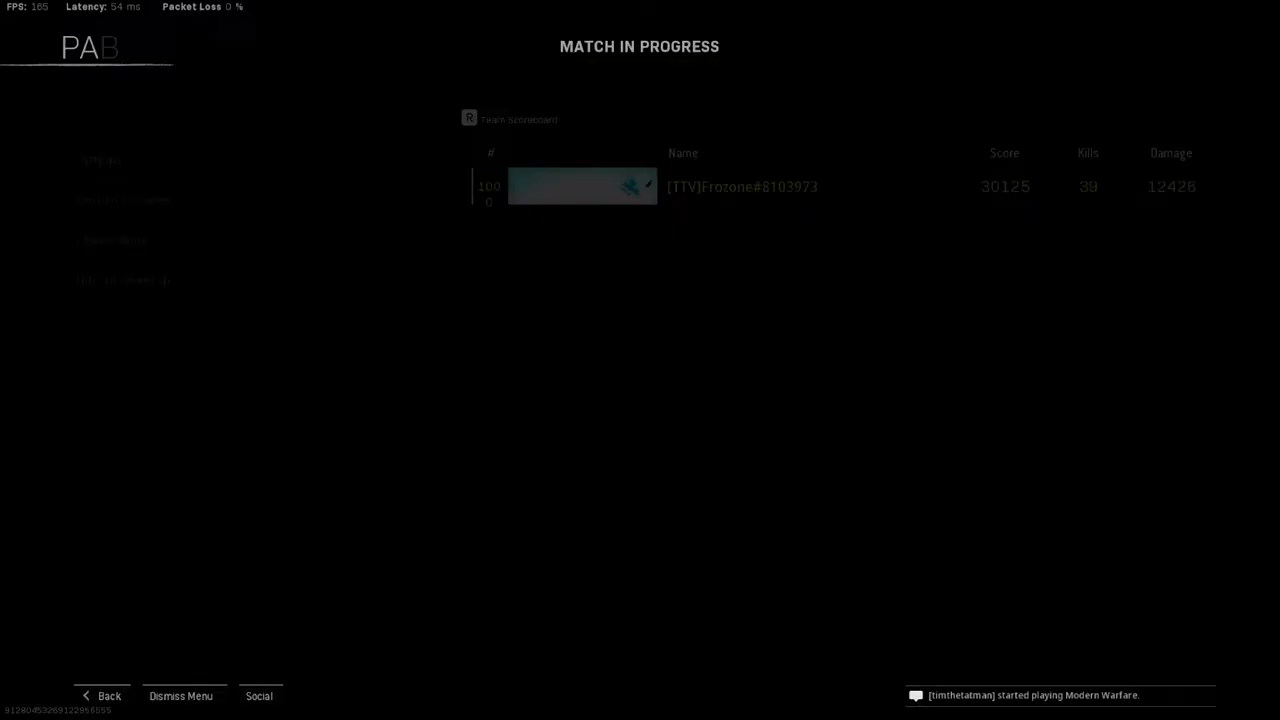 FPS: 165 Latency: 54 ms Packet Loss 0 %
PAB
MATCH IN PROGRESS
R Team Scoreboard
# Name Score Kills Damage
1000 [TTV]Frozone#8103973 30125 39 12426
Back Dismiss Menu Social
[timthetatman] started playing Modern Warfare.